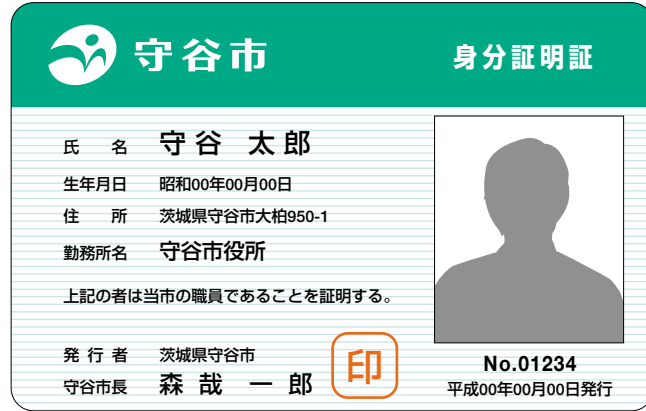 守谷市
身分証明証
氏 名 守谷 太郎
生年月日 昭和00年00月00日
住 所 茨城県守谷市大柏950-1
勤務所名 守谷市役所
上記の者は当市の職員であることを証明する。
発行者 茨城県守谷市
守谷市長 森哉 一郎
印
No.01234
平成00年00月00日発行